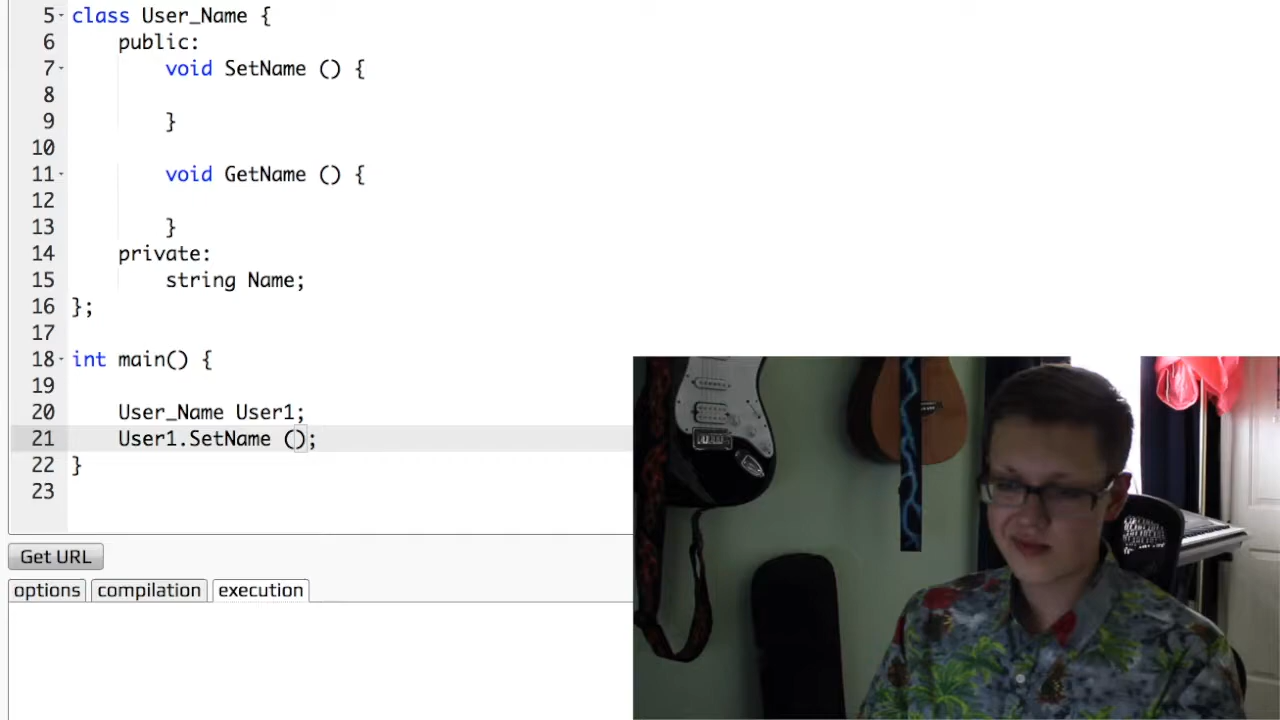 5 class User_Name {
6 public:
7 void SetName () {
8
9 }
10
11 void GetName () {
12
13 }
14 private:
15 string Name;
16 };
17
18 int main() {
19
20 User_Name User1;
21 User1.SetName ();
22 }
23
Get URL
options compilation execution